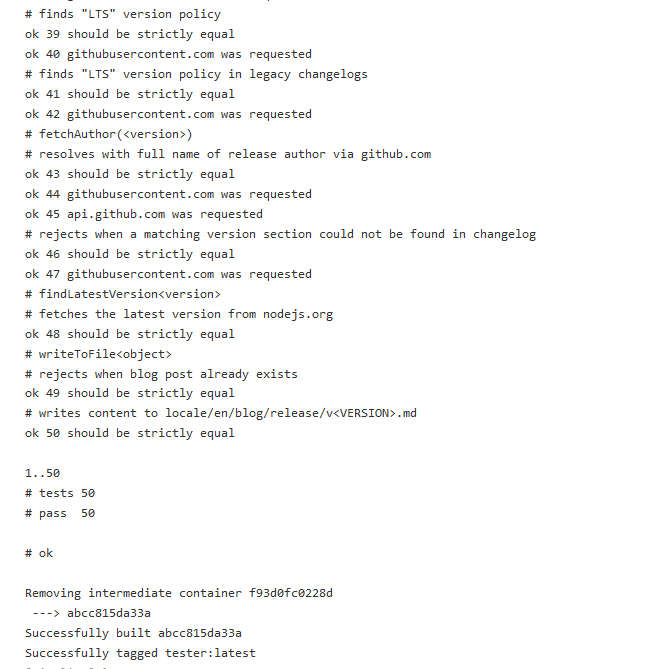 # finds "LTS" version policy
ok 39 should be strictly equal
ok 40 githubusercontent.com was requested
# finds "LTS" version policy in legacy changelogs
ok 41 should be strictly equal
ok 42 githubusercontent.com was requested
# fetchAuthor(<version>)
# resolves with full name of release author via github.com
ok 43 should be strictly equal
ok 44 githubusercontent.com was requested
ok 45 api.github.com was requested
# rejects when a matching version section could not be found in changelog
ok 46 should be strictly equal
ok 47 githubusercontent.com was requested
# findLatestVersion<version>
# fetches the latest version from nodejs.org
ok 48 should be strictly equal
# writeToFile<object>
# rejects when blog post already exists
ok 49 should be strictly equal
# writes content to locale/en/blog/release/v<VERSION>.md
ok 50 should be strictly equal

1..50
# tests 50
# pass  50

# ok

Removing intermediate container f93d0fc0228d
 ---> abcc815da33a
Successfully built abcc815da33a
Successfully tagged tester:latest